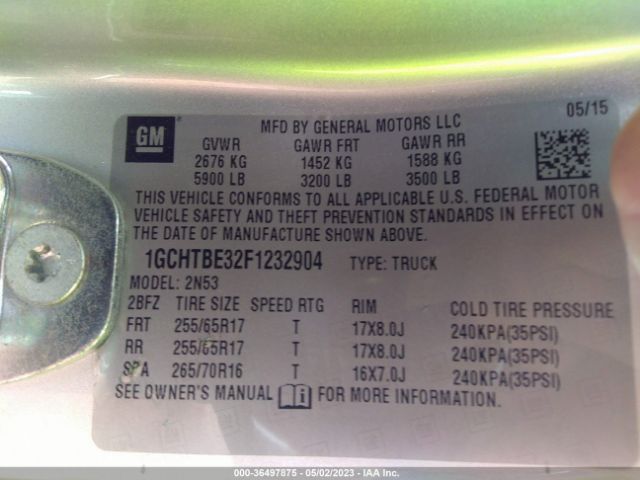 05/15
GM MFD BY GENERAL MOTORS LLC
GVWR GAWR FRT GAWR RR
2676 KG 1452 KG 1588 KG
5900 LB 3200 LB 3500 LB
THIS VEHICLE CONFORMS TO ALL APPLICABLE U.S. FEDERAL MOTOR
VEHICLE SAFETY AND THEFT PREVENTION STANDARDS IN EFFECT ON
THE DATE OF MANUFACTURE SHOWN ABOVE.
1GCHTBE32F1232904 TYPE: TRUCK
MODEL: 2N53
2BFZ TIRE SIZE SPEED RTG RIM COLD TIRE PRESSURE
FRT 255/65R17 T 17X8.0J 240KPA(35PSI)
RR 255/65R17 T 17X8.0J 240KPA(35PSI)
SPA 265/70R16 T 16X7.0J 240KPA(35PSI)
SEE OWNER'S MANUAL FOR MORE INFORMATION.
000-36497875 - 05/02/2023 - IAA Inc.